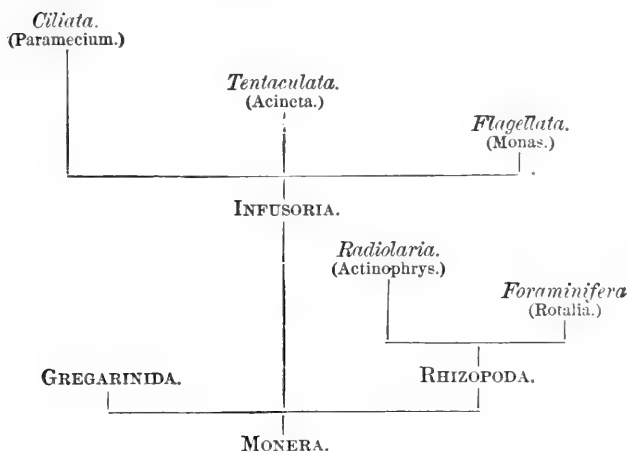 Ciliata.
(Paramecium.)
Tentaculata.
(Acineta.)
Flagellata.
(Monas.)
INFUSORIA.
Radiolaria.
(Actinophrys.)
Foraminifera
(Rotalia.)
GREGARINIDA.
RHIZOPODA.
MONERA.